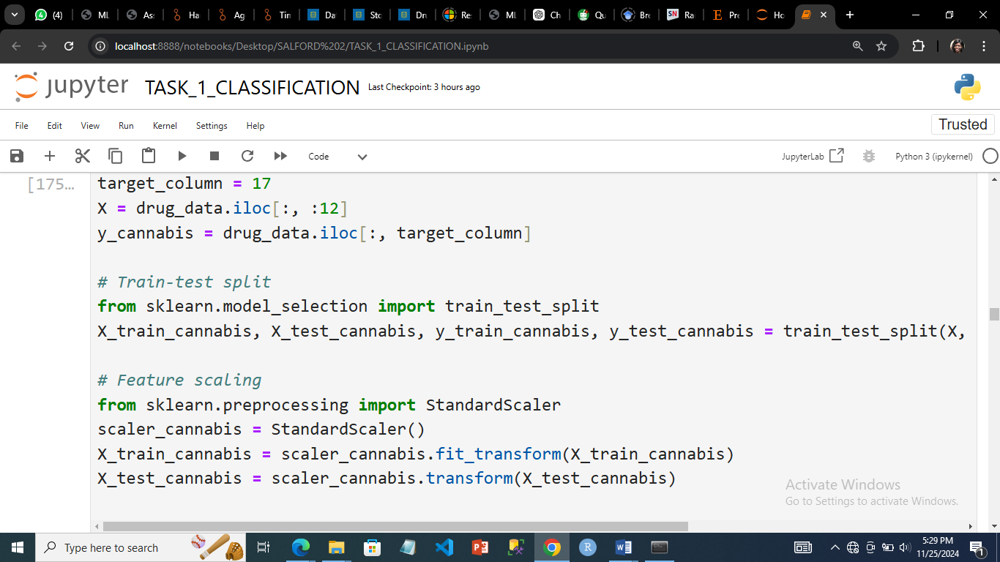 (4) ML Ass Ha Ag Tin Da Sto Dru Re ML Ch Qu Bre SN Ra Pre Ho
localhost:8888/notebooks/Desktop/SALFORD%202/TASK_1_CLASSIFICATION.ipynb
jupyter TASK_1_CLASSIFICATION Last Checkpoint: 3 hours ago
File Edit View Run Kernel Settings Help Trusted
Code JupyterLab Python 3 (ipykernel)
[175… target_column = 17
X = drug_data.iloc[:, :12]
y_cannabis = drug_data.iloc[:, target_column]
# Train-test split
from sklearn.model_selection import train_test_split
X_train_cannabis, X_test_cannabis, y_train_cannabis, y_test_cannabis = train_test_split(X,
# Feature scaling
from sklearn.preprocessing import StandardScaler
scaler_cannabis = StandardScaler()
X_train_cannabis = scaler_cannabis.fit_transform(X_train_cannabis)
X_test_cannabis = scaler_cannabis.transform(X_test_cannabis)
Activate Windows
Go to Settings to activate Windows.
Type here to search
5:29 PM
11/25/2024
1